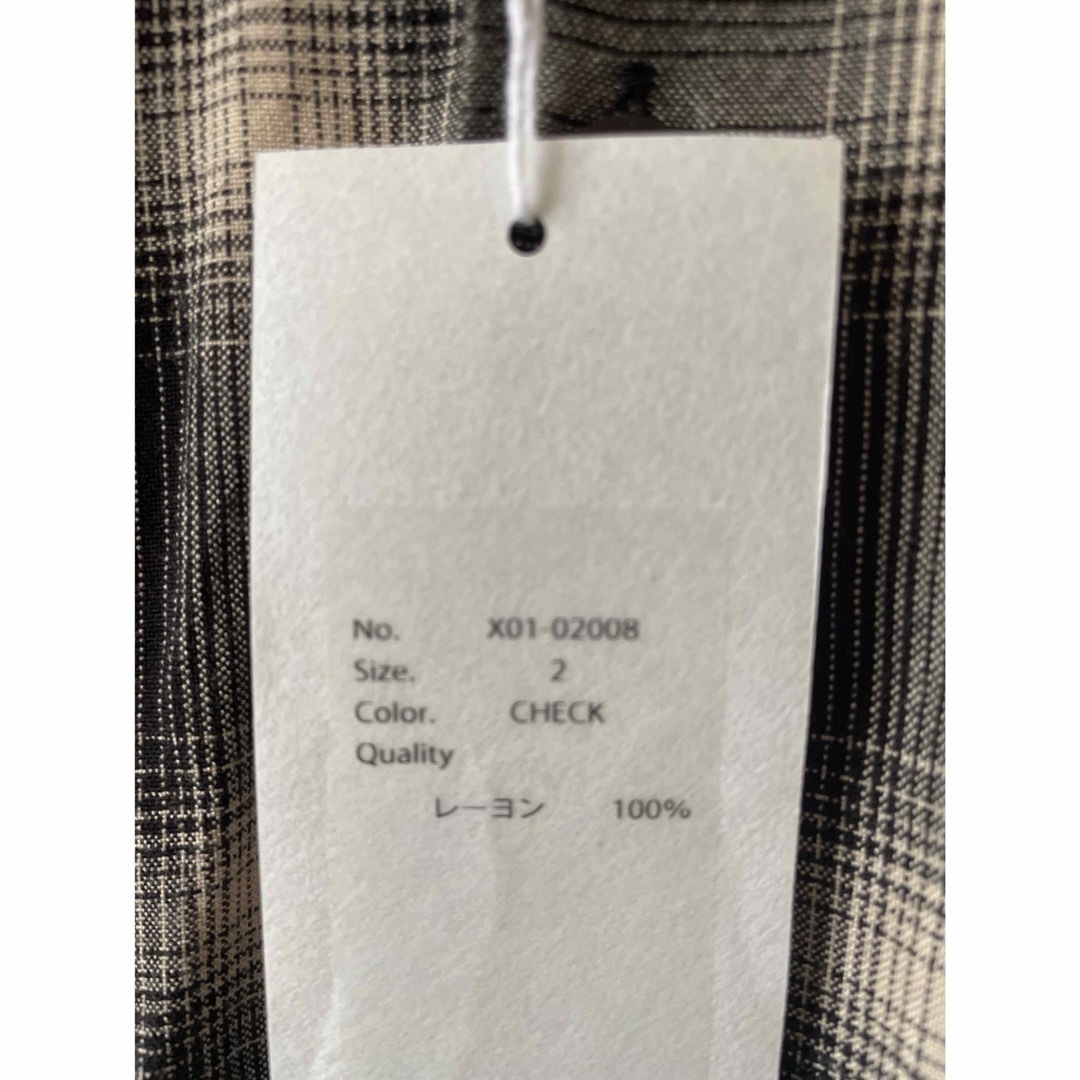 No. X01-02008
Size. 2
Color. CHECK
Quality
レーヨン 100%